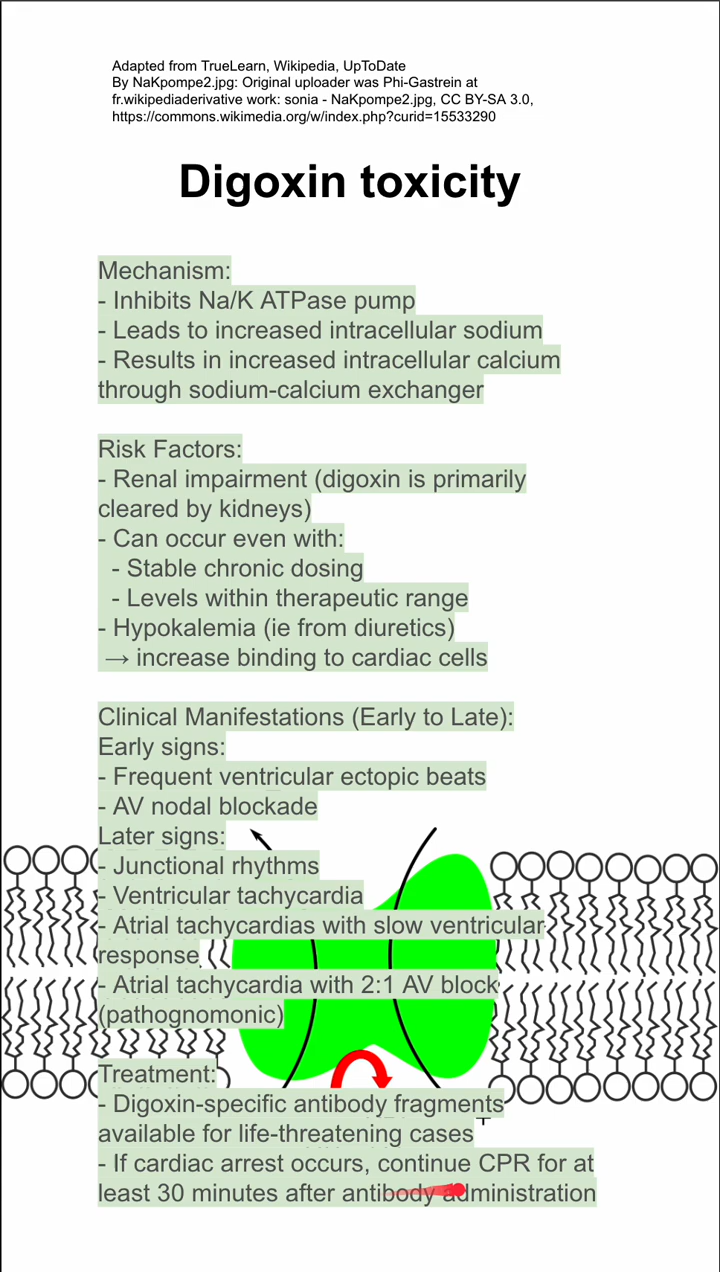 Adapted from TrueLearn, Wikipedia, UpToDate
By NaKpompe2.jpg: Original uploader was Phi-Gastrein at
fr.wikipediaderivative work: sonia - NaKpompe2.jpg, CC BY-SA 3.0,
https://commons.wikimedia.org/w/index.php?curid=15533290
Digoxin toxicity
Mechanism:
- Inhibits Na/K ATPase pump
- Leads to increased intracellular sodium
- Results in increased intracellular calcium
through sodium-calcium exchanger
Risk Factors:
- Renal impairment (digoxin is primarily
cleared by kidneys)
- Can occur even with:
- Stable chronic dosing
- Levels within therapeutic range
- Hypokalemia (ie from diuretics)
→ increase binding to cardiac cells
Clinical Manifestations (Early to Late):
Early signs:
- Frequent ventricular ectopic beats
- AV nodal blockade
Later signs:
- Junctional rhythms
- Ventricular tachycardia
- Atrial tachycardias with slow ventricular
response
- Atrial tachycardia with 2:1 AV block
(pathognomonic)
Treatment:
- Digoxin-specific antibody fragments
available for life-threatening cases
- If cardiac arrest occurs, continue CPR for at
least 30 minutes after antibody administration